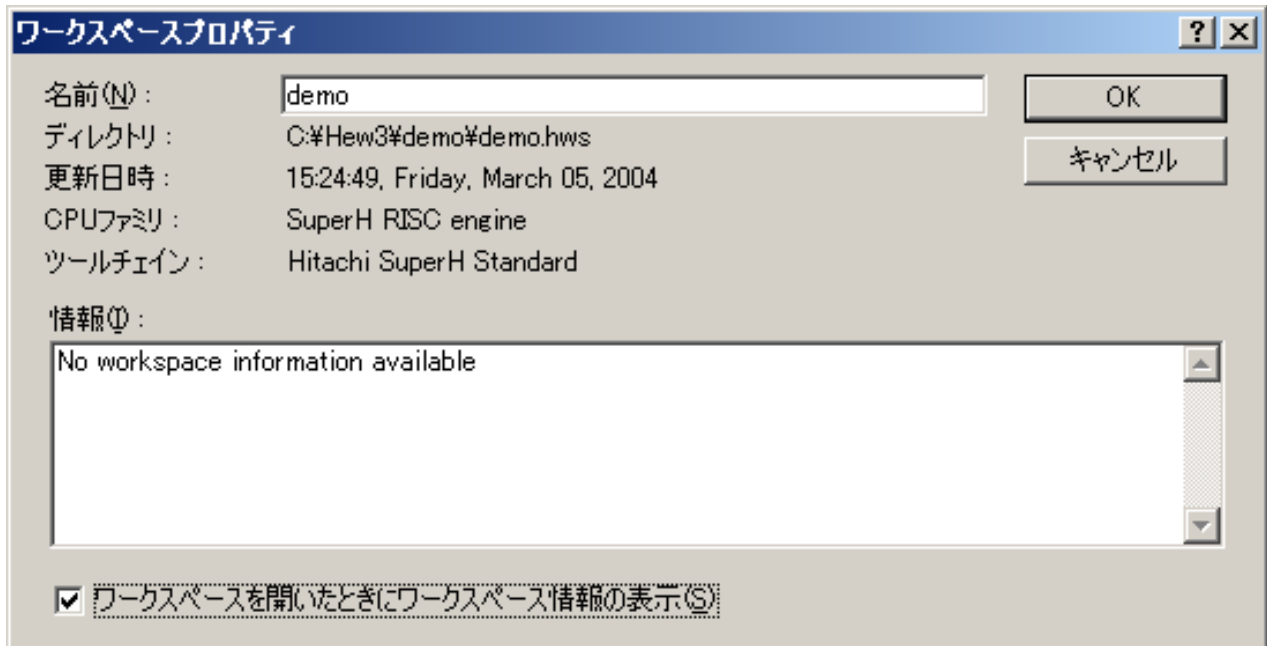 ワークスペースプロパティ
名前(N) : demo OK
ディレクトリ : C:¥Hew3¥demo¥demo.hws キャンセル
更新日時 : 15:24:49, Friday, March 05, 2004
CPUファミリ : SuperH RISC engine
ツールチェイン : Hitachi SuperH Standard
情報(I) :
No workspace information available
ワークスペースを開いたときにワークスペース情報の表示(S)